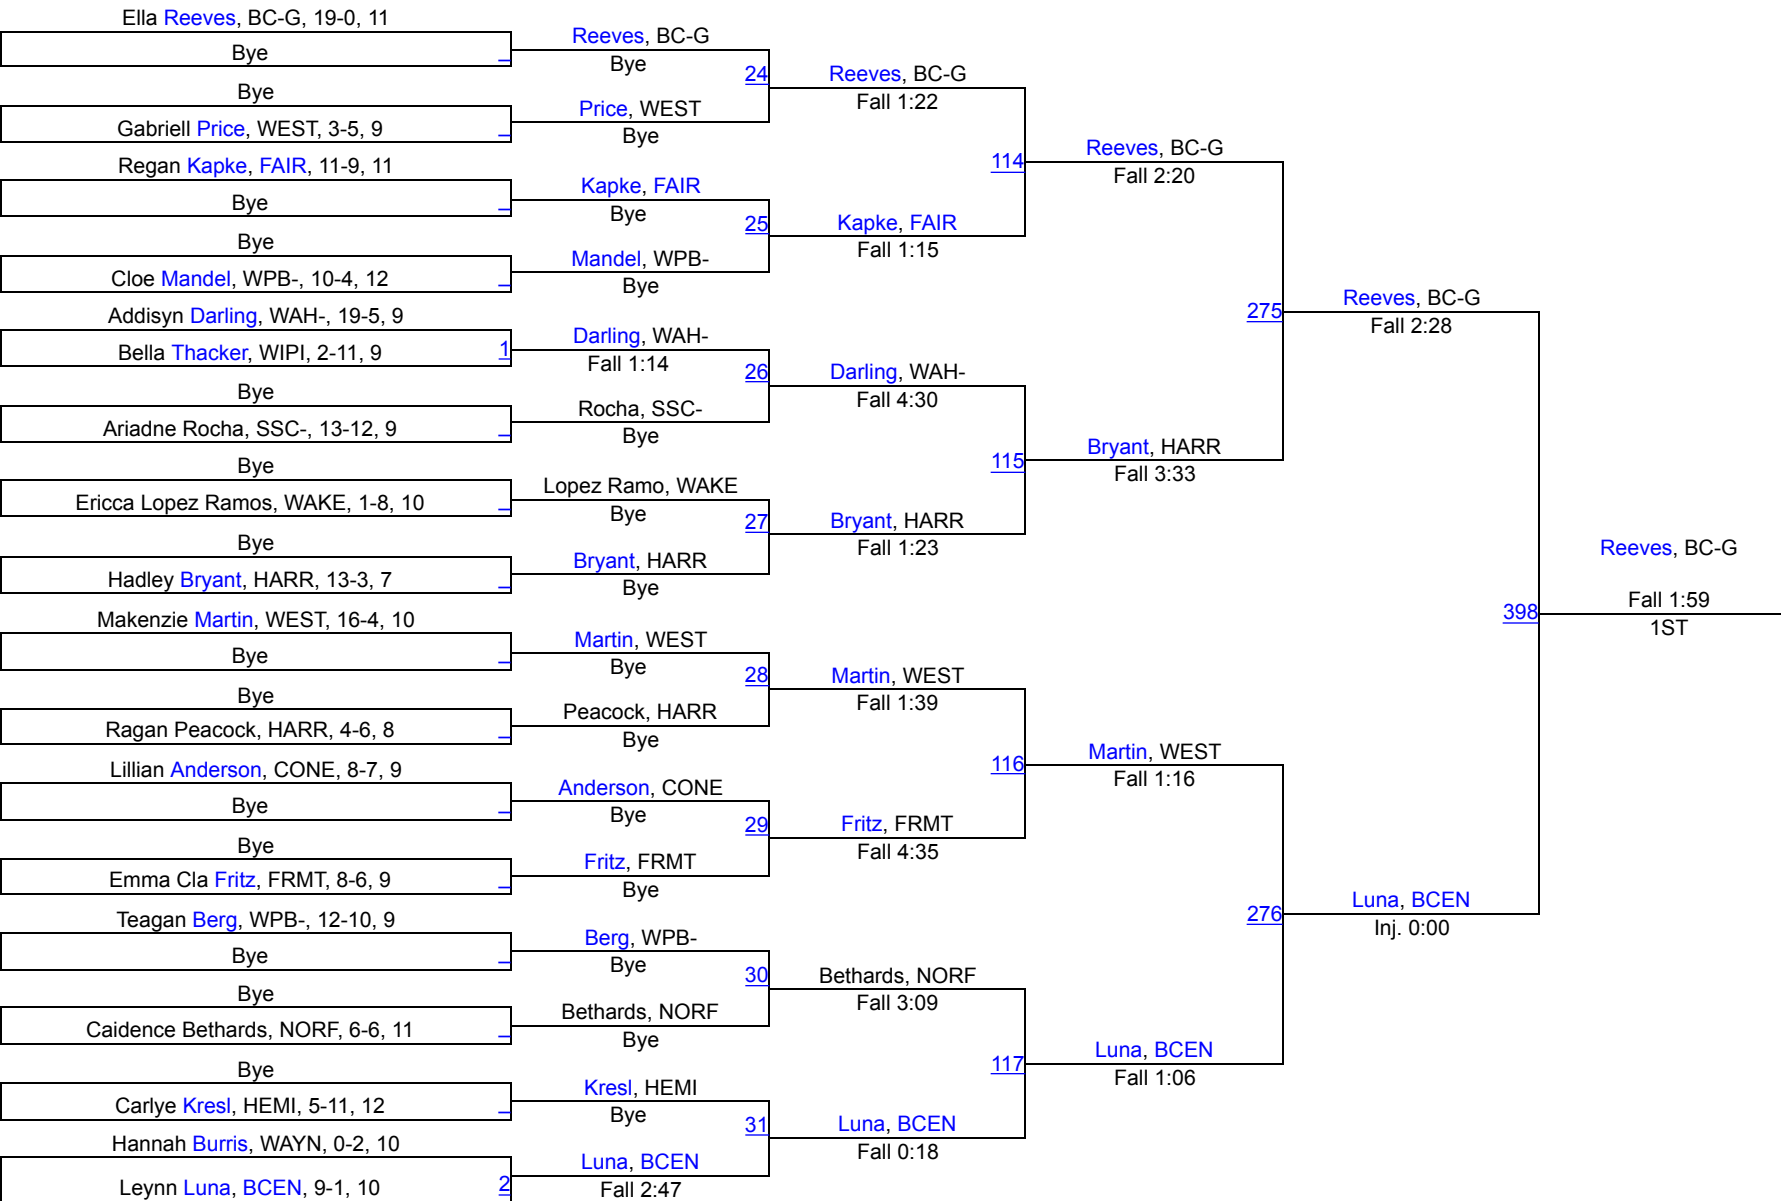 Ella Reeves, BC-G, 19-0, 11
Bye
Bye
Gabriell Price, WEST, 3-5, 9
Regan Kapke, FAIR, 11-9, 11
Bye
Bye
Cloe Mandel, WPB-, 10-4, 12
Addisyn Darling, WAH-, 19-5, 9
Bella Thacker, WIPI, 2-11, 9
1
Bye
Ariadne Rocha, SSC-, 13-12, 9
Bye
Ericca Lopez Ramos, WAKE, 1-8, 10
Bye
Hadley Bryant, HARR, 13-3, 7
Makenzie Martin, WEST, 16-4, 10
Bye
Bye
Ragan Peacock, HARR, 4-6, 8
Lillian Anderson, CONE, 8-7, 9
Bye
Bye
Emma Cla Fritz, FRMT, 8-6, 9
Teagan Berg, WPB-, 12-10, 9
Bye
Bye
Caidence Bethards, NORF, 6-6, 11
Bye
Carlye Kresl, HEMI, 5-11, 12
Hannah Burris, WAYN, 0-2, 10
Leynn Luna, BCEN, 9-1, 10
2
Reeves, BC-G
Bye
24
Price, WEST
Bye
Kapke, FAIR
Bye
25
Mandel, WPB-
Bye
Darling, WAH-
Fall 1:14
26
Rocha, SSC-
Bye
Lopez Ramo, WAKE
Bye
27
Bryant, HARR
Bye
Martin, WEST
Bye
28
Peacock, HARR
Bye
Anderson, CONE
Bye
29
Fritz, FRMT
Bye
Berg, WPB-
Bye
30
Bethards, NORF
Bye
Kresl, HEMI
Bye
31
Luna, BCEN
Fall 2:47
Reeves, BC-G
Fall 1:22
114
Kapke, FAIR
Fall 1:15
Darling, WAH-
Fall 4:30
115
Bryant, HARR
Fall 1:23
Martin, WEST
Fall 1:39
116
Fritz, FRMT
Fall 4:35
Bethards, NORF
Fall 3:09
117
Luna, BCEN
Fall 0:18
Reeves, BC-G
Fall 2:20
275
Bryant, HARR
Fall 3:33
Martin, WEST
Fall 1:16
276
Luna, BCEN
Fall 1:06
Reeves, BC-G
Fall 2:28
398
Luna, BCEN
Inj. 0:00
Reeves, BC-G
Fall 1:59
1ST